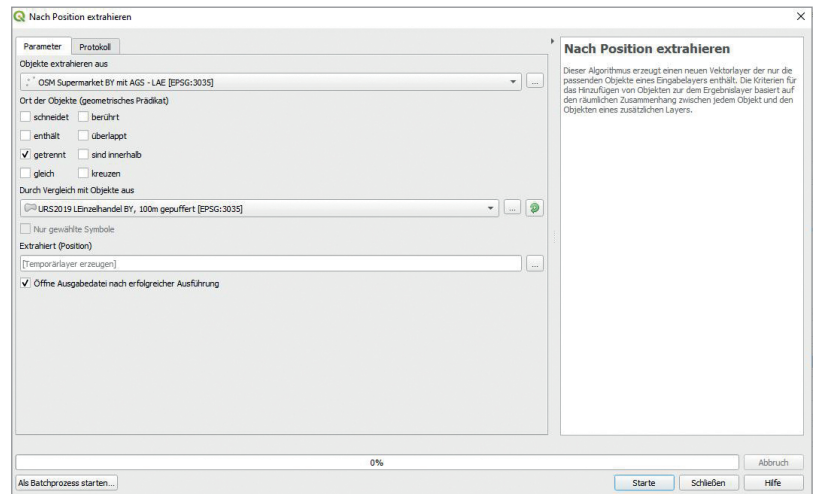 Nach Position extrahieren
Parameter Protokoll
Objekte extrahieren aus
OSM Supermarket BY mit AGS - LAE [EPSG:3035]
...
Ort der Objekte (geometrisches Prädikat)
schneidet berührt
enthält überlappt
getrennt sind innerhalb
gleich kreuzen
Durch Vergleich mit Objekte aus
URS2019 LEinzelhandel BY, 100m gepuffert [EPSG:3035]
...
Nur gewählte Symbole
Extrahiert (Position)
[Temporärlayer erzeugen]
...
Öffne Ausgabedatei nach erfolgreicher Ausführung
Nach Position extrahieren
Dieser Algorithmus erzeugt einen neuen Vektorlayer der nur die
passenden Objekte eines Eingabelayers enthält. Die Kriterien für
das Hinzufügen von Objekten zu dem Ergebnislayer basiert auf
den räumlichen Zusammenhang zwischen jedem Objekt und den
Objekten eines zusätzlichen Layers.
0%
Abbruch
Als Batchprozess starten...
Starte Schließen Hilfe